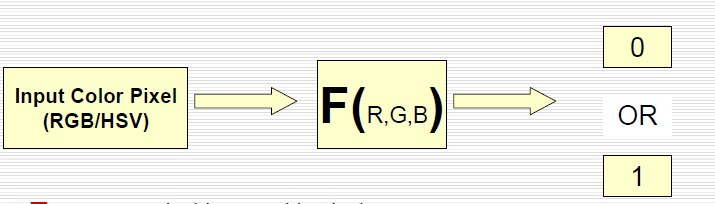 0
Input Color Pixel
(RGB/HSV)
F(R,G,B)
OR
1